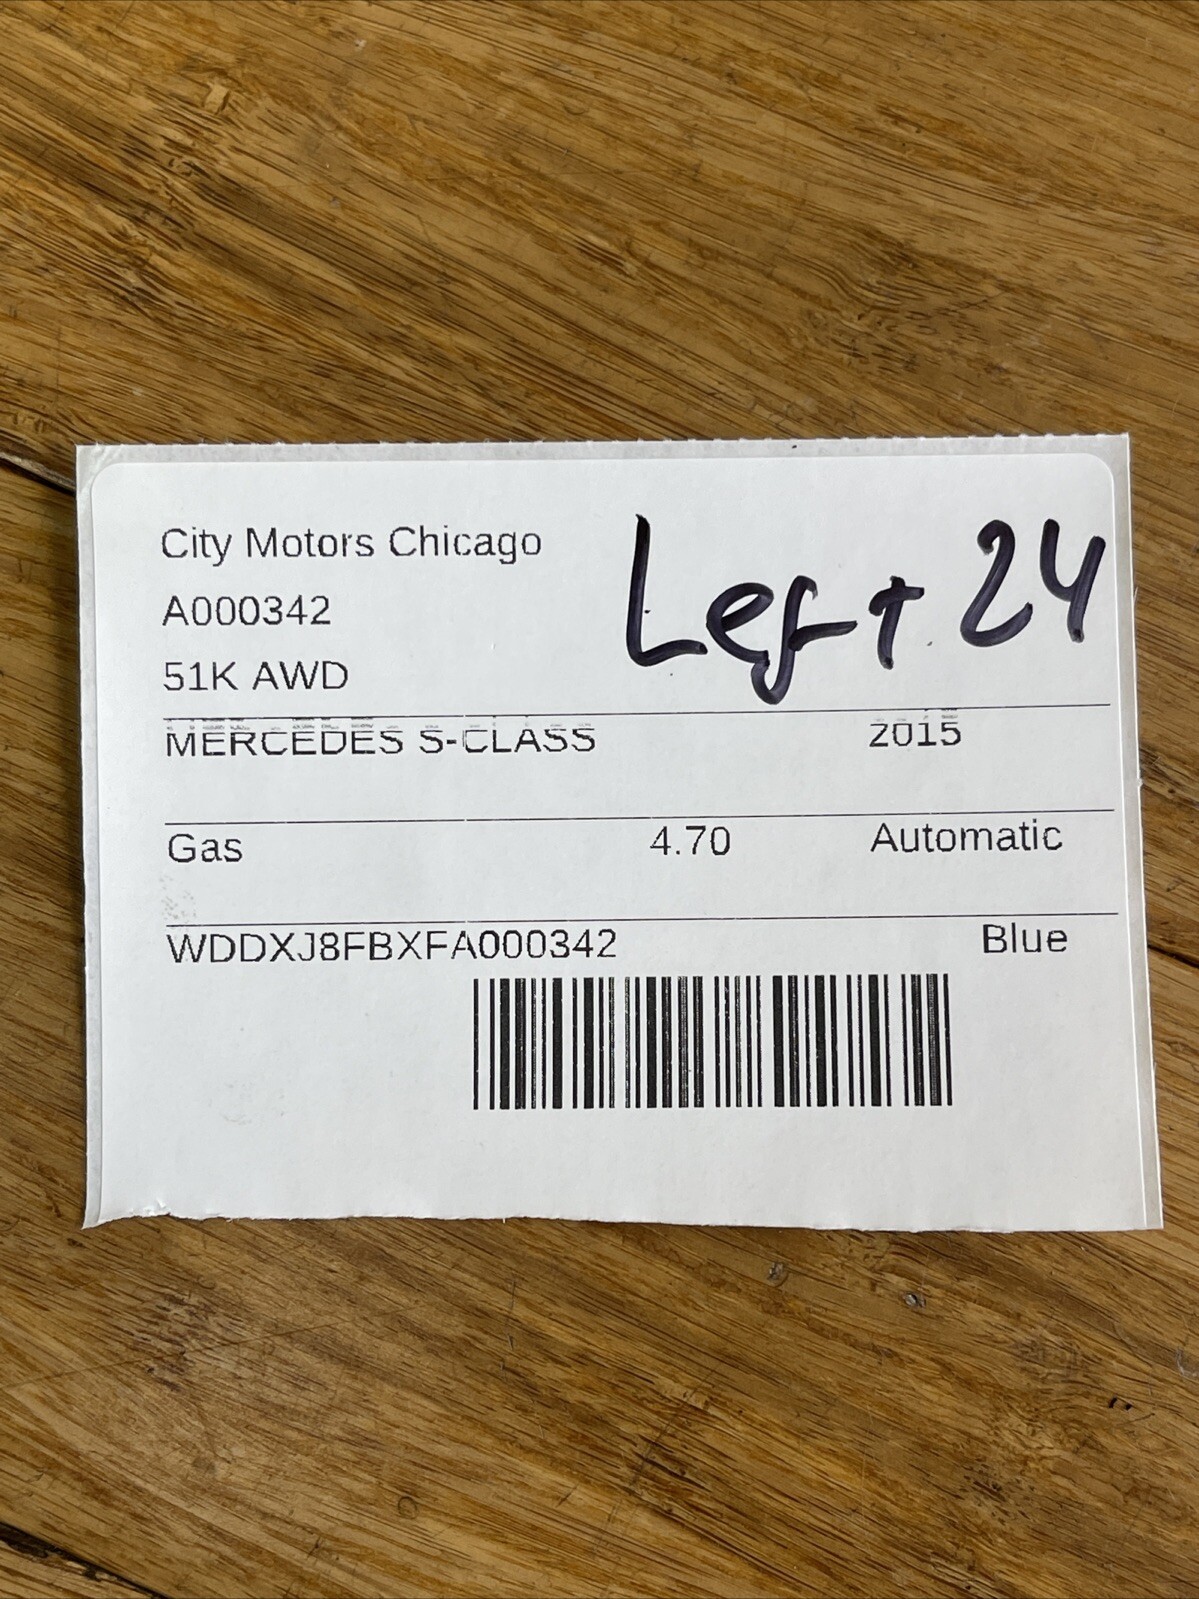 City Motors Chicago
Left 24
A000342
51K AWD
MERCEDES S-CLASS 2015
Gas 4.70 Automatic
WDDXJ8FBXFA000342 Blue